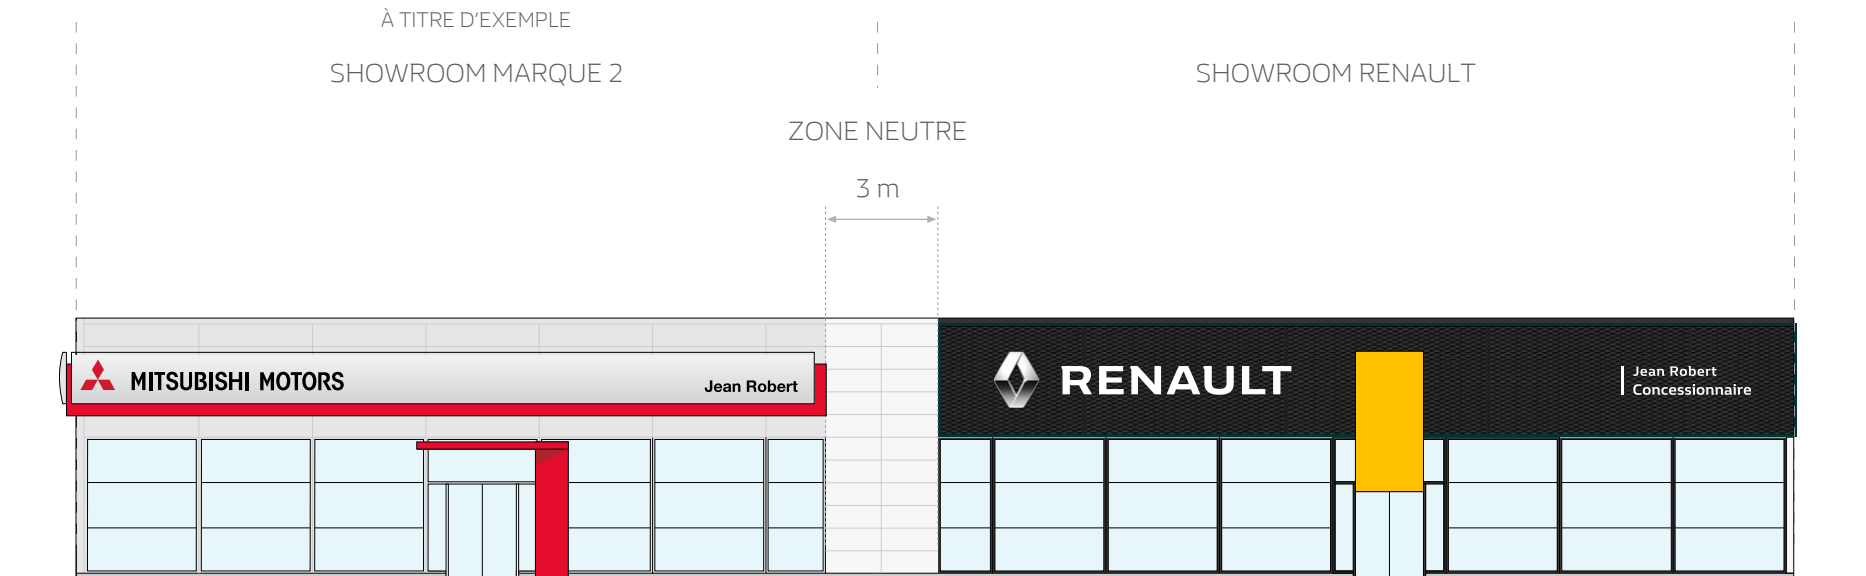 À TITRE D'EXEMPLE
SHOWROOM MARQUE 2
SHOWROOM RENAULT
ZONE NEUTRE
3 m
MITSUBISHI MOTORS
Jean Robert
RENAULT
Jean Robert
Concessionnaire